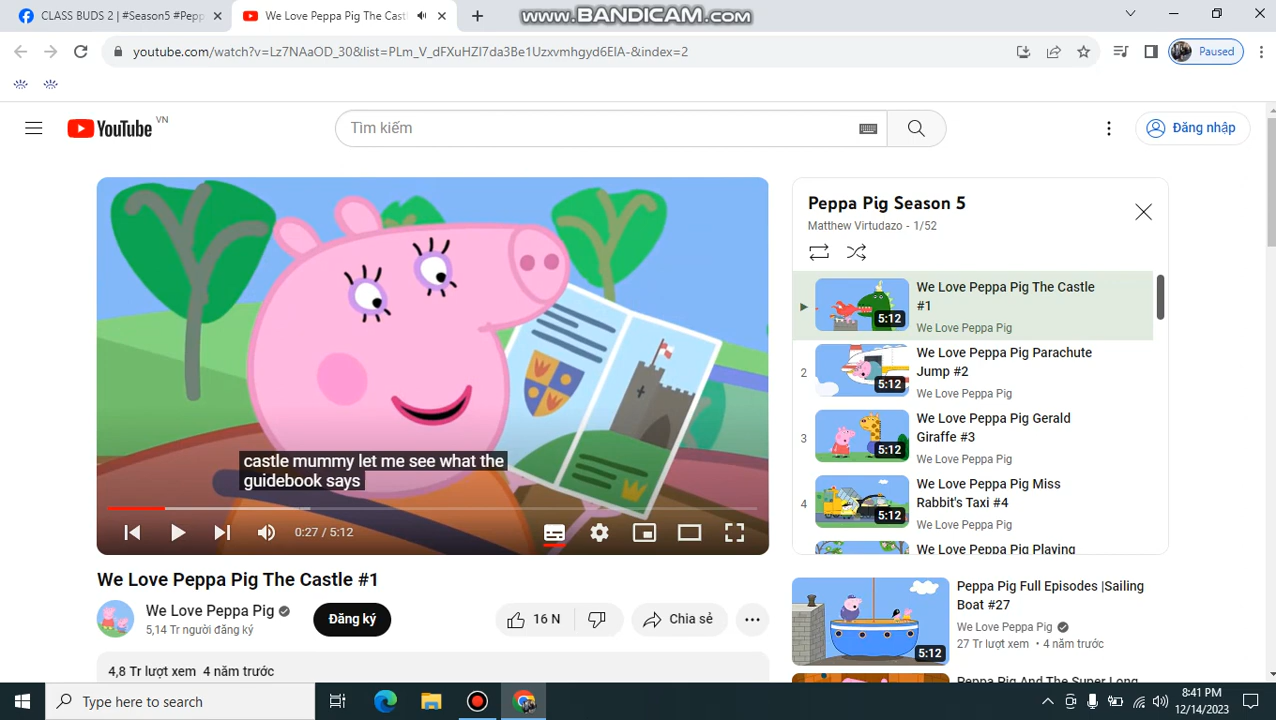 www.BANDICAM.com
CLASS BUDS 2 | #Season5 #Pepp
We Love Peppa Pig The Castl
youtube.com/watch?v=Lz7NAaOD_30&list=PLm_V_dFXuHZI7da3Be1Uzxvmhgyd6EIA-&index=2
Paused
YouTube VN
Tìm kiếm
Đăng nhập
castle mummy let me see what the
guidebook says
0:27 / 5:12
Peppa Pig Season 5
Matthew Virtudazo - 1/52
We Love Peppa Pig The Castle
#1
5:12
We Love Peppa Pig
2
We Love Peppa Pig Parachute
Jump #2
5:12
We Love Peppa Pig
3
We Love Peppa Pig Gerald
Giraffe #3
5:12
We Love Peppa Pig
4
We Love Peppa Pig Miss
Rabbit's Taxi #4
5:12
We Love Peppa Pig
We Love Peppa Pig Playing
We Love Peppa Pig The Castle #1
We Love Peppa Pig
5,14 Tr người đăng ký
Đăng ký
16 N
Chia sẻ
4,8 Tr lượt xem 4 năm trước
Peppa Pig Full Episodes |Sailing
Boat #27
We Love Peppa Pig
27 Tr lượt xem • 4 năm trước
5:12
Peppa Pig And The Super Long
Type here to search
8:41 PM
12/14/2023